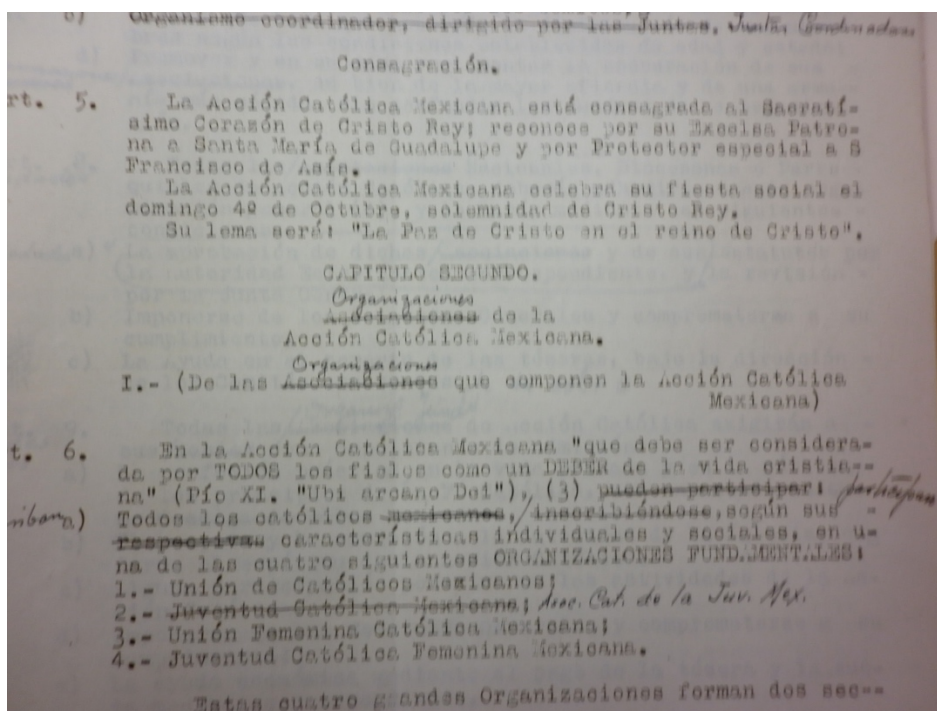 Organismo coordinador, dirigido por las Juntas, Juntas Coordinadoras
Consagración.
rt. 5. La Acción Católica Mexicana está consagrada al Sacratí-
simo Corazón de Cristo Rey; reconoce por su Excelsa Patro-
na a Santa María de Guadalupe y por Protector especial a S
Francisco de Asís.
La Acción Católica Mexicana celebra su fiesta social el
domingo 4º de Octubre, solemnidad de Cristo Rey.
Su lema será: "La Paz de Cristo en el reino de Cristo".
CAPITULO SEGUNDO.
Organizaciones
Asociaciones de la
Acción Católica Mexicana.
Organizaciones
I.- (De las Asociaciones que componen la Acción Católica
Mexicana)
t. 6. En la Acción Católica Mexicana "que debe ser considera-
da por TODOS los fieles como un DEBER de la vida cristia--
na" (Pío XI. "Ubi arcano Dei"), (3) pueden participar: participan
a) Todos los católicos mexicanos, inscribiéndose, según sus -
respectivas características individuales y sociales, en u-
na de las cuatro siguientes ORGANIZACIONES FUNDAMENTALES:
1.- Unión de Católicos Mexicanos;
2.- Juventud Católica Mexicana; Asoc. Cat. de la Juv. Mex.
3.- Unión Femenina Católica Mexicana;
4.- Juventud Católica Femenina Mexicana.
Estas cuatro grandes Organizaciones forman dos sec--